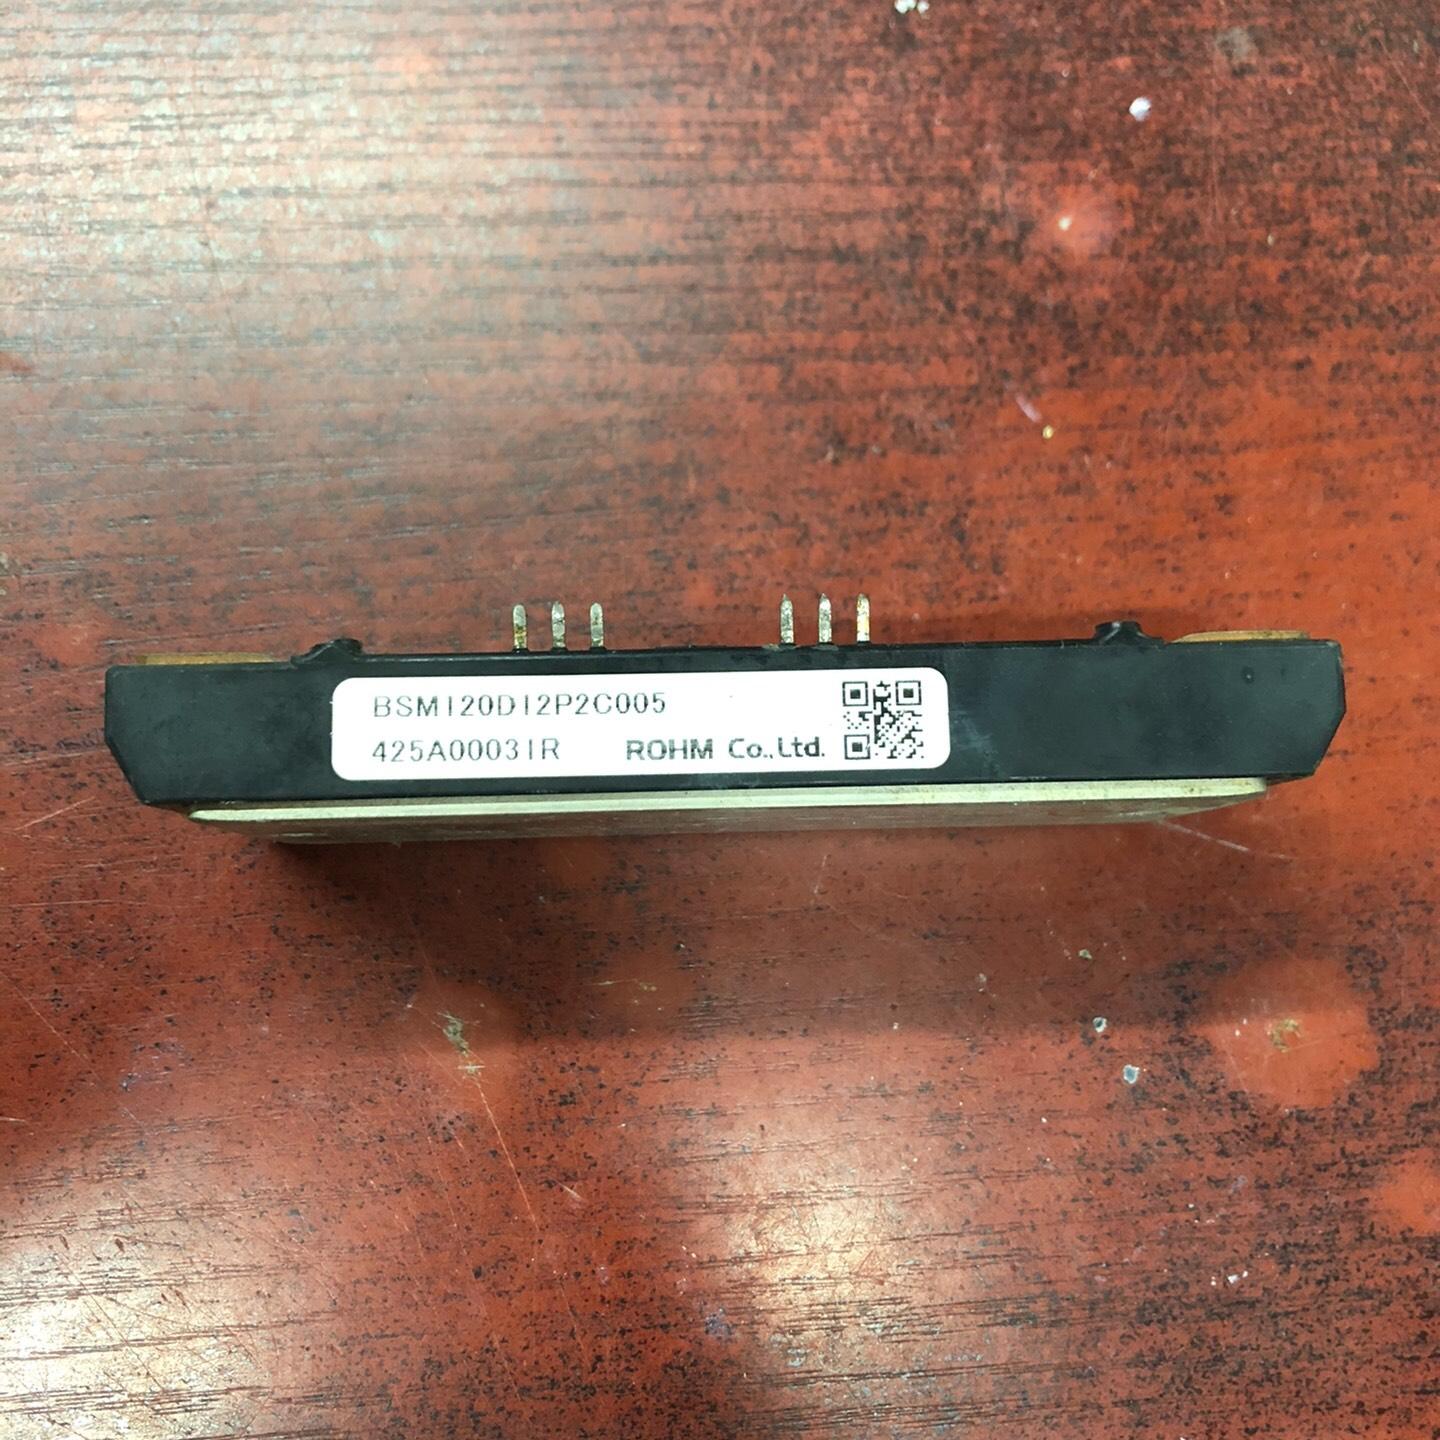 BSM120D12P2C005
425A00031R ROHM Co.,Ltd.